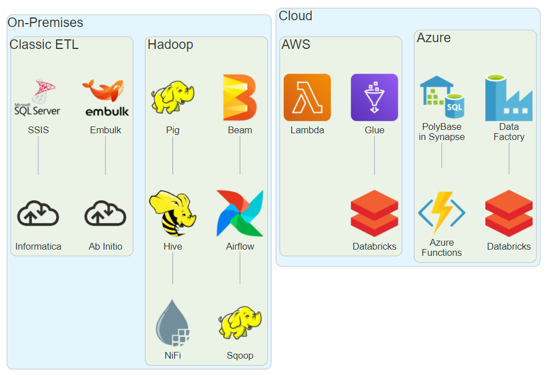 On-Premises
Cloud
Classic ETL
Hadoop
AWS
Azure
Microsoft
SQL Server
embulk
SQL
SSIS
Embulk
Pig
Beam
Lambda
Glue
PolyBase
in Synapse
Data
Factory
Informatica
Ab Initio
Hive
Airflow
Databricks
Azure
Functions
Databricks
NiFi
Sqoop